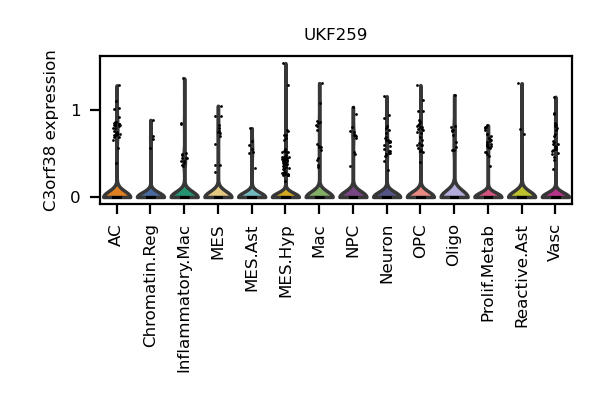 UKF259
C3orf38 expression
1
0
AC
Chromatin.Reg
Inflammatory.Mac
MES
MES.Ast
MES.Hyp
Mac
NPC
Neuron
OPC
Oligo
Prolif.Metab
Reactive.Ast
Vasc